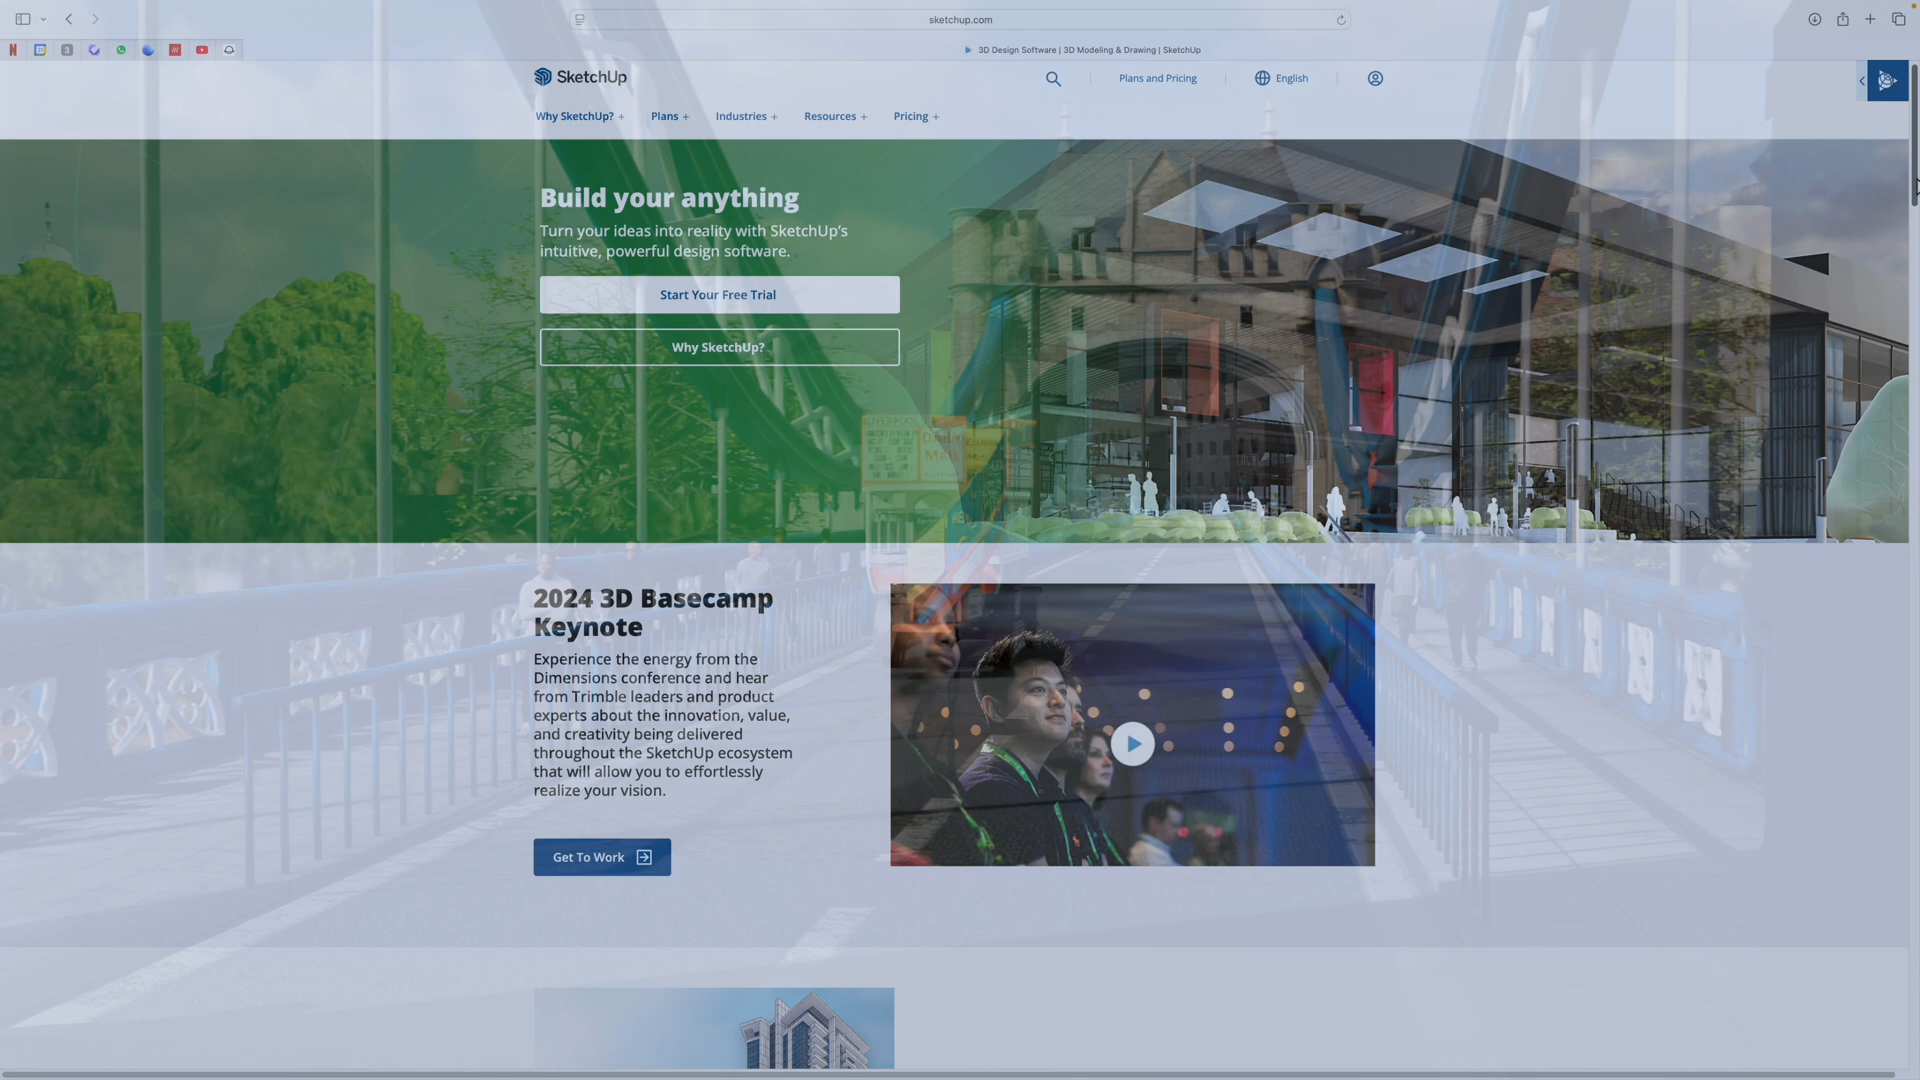 sketchup.com
3
3D Design Software | 3D Modeling & Drawing | SketchUp
SketchUp
Plans and Pricing
English
Why SketchUp? +
Plans +
Industries +
Resources +
Pricing +
Build your anything
Turn your ideas into reality with SketchUp's
intuitive, powerful design software.
Start Your Free Trial
Why SketchUp?
DAILY
MAIL
2024 3D Basecamp
Keynote
Experience the energy from the
Dimensions conference and hear
from Trimble leaders and product
experts about the innovation, value,
and creativity being delivered
throughout the SketchUp ecosystem
that will allow you to effortlessly
realize your vision.
Get To Work